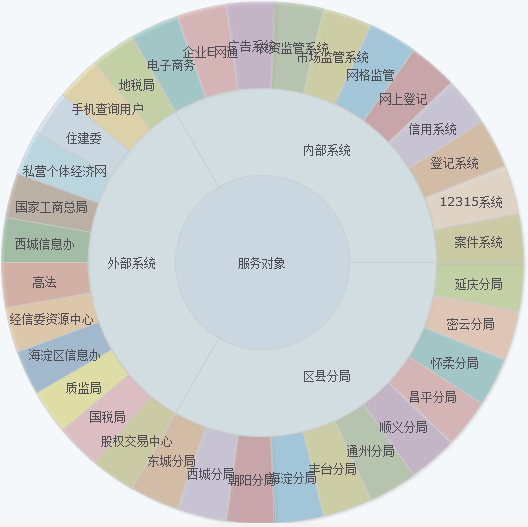 服务对象
内部系统
外部系统
区县分局
企业E网通
广告系统
农资监管系统
市场监管系统
网格监管
网上登记
信用系统
登记系统
12315系统
案件系统
延庆分局
密云分局
怀柔分局
昌平分局
顺义分局
通州分局
丰台分局
海淀分局
朝阳分局
西城分局
东城分局
股权交易中心
国税局
质监局
海淀区信息办
经信委资源中心
高法
西城信息办
国家工商总局
私营个体经济网
住建委
手机查询用户
地税局
电子商务